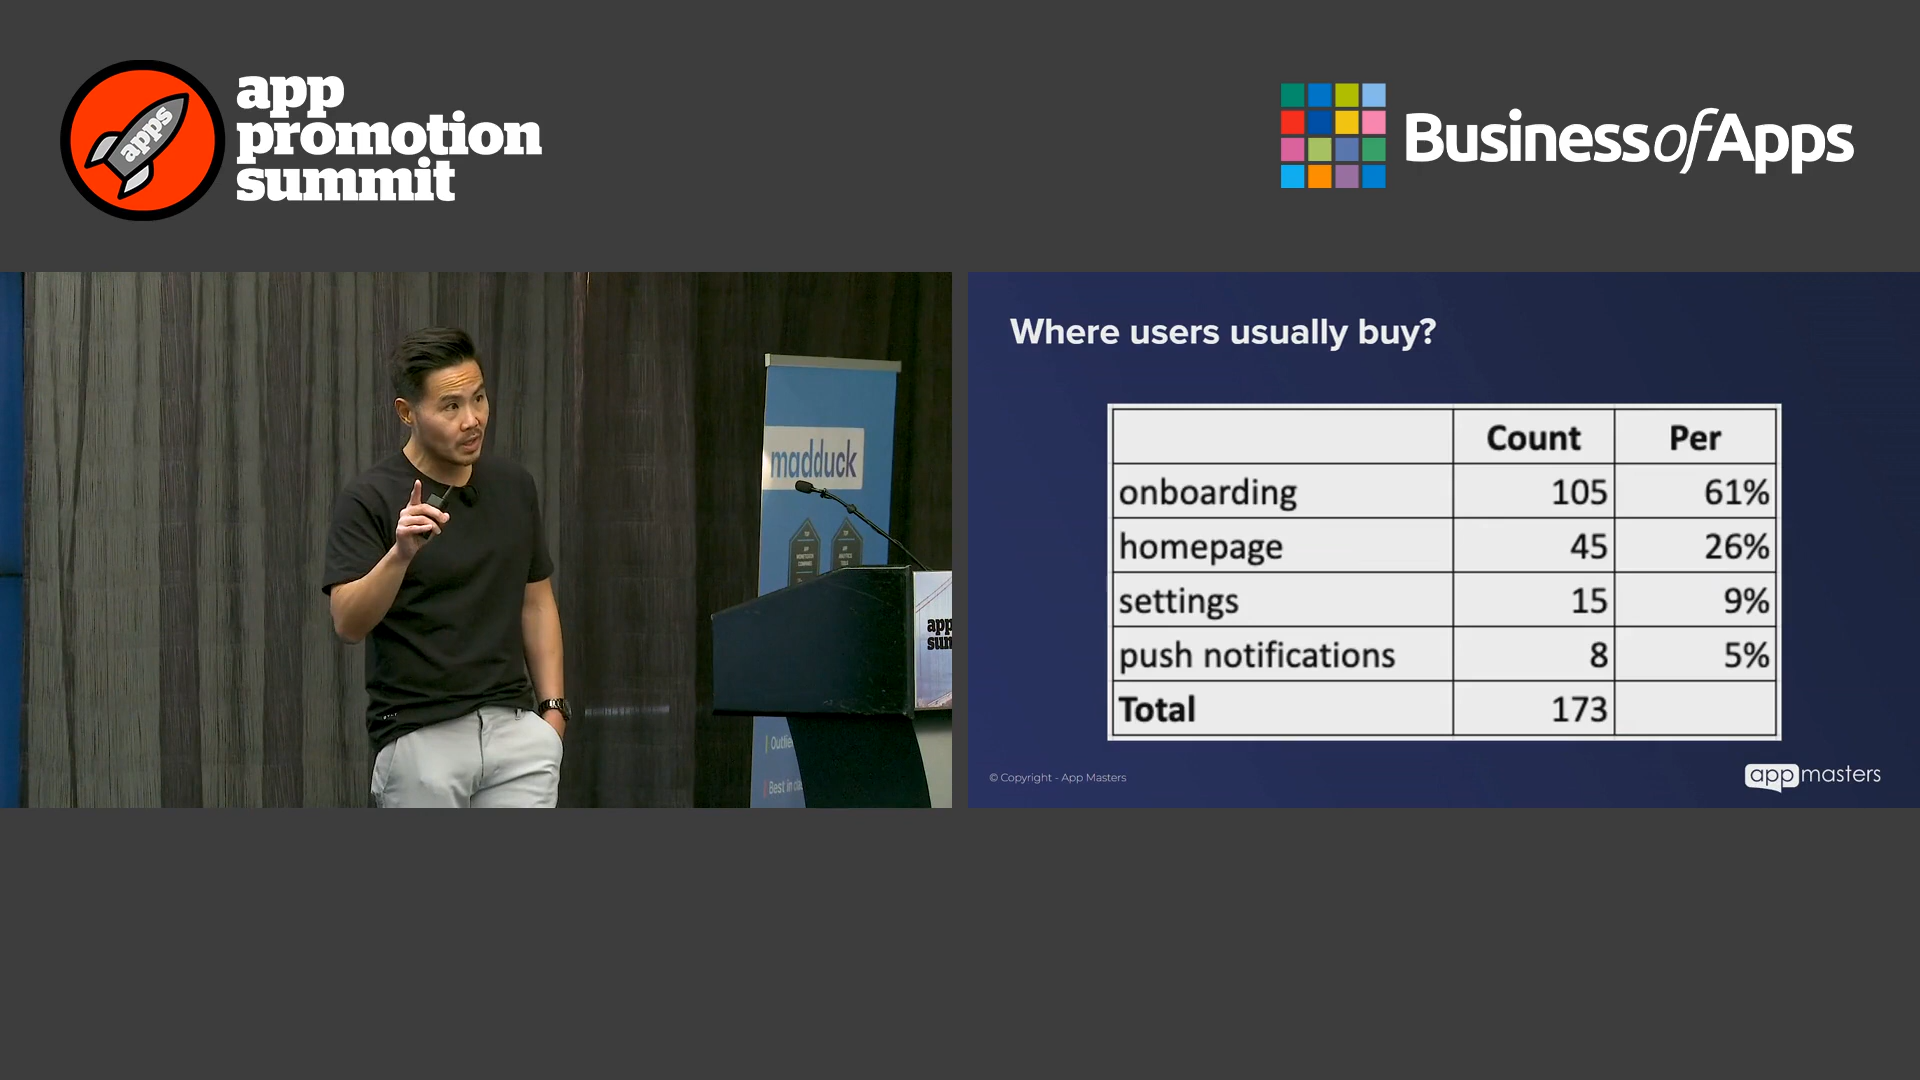 apps
app
promotion
summit
BusinessofApps
madduck
app
Where users usually buy?
Count Per
onboarding 105 61%
homepage 45 26%
settings 15 9%
push notifications 8 5%
Total 173
© Copyright - App Masters
appmasters